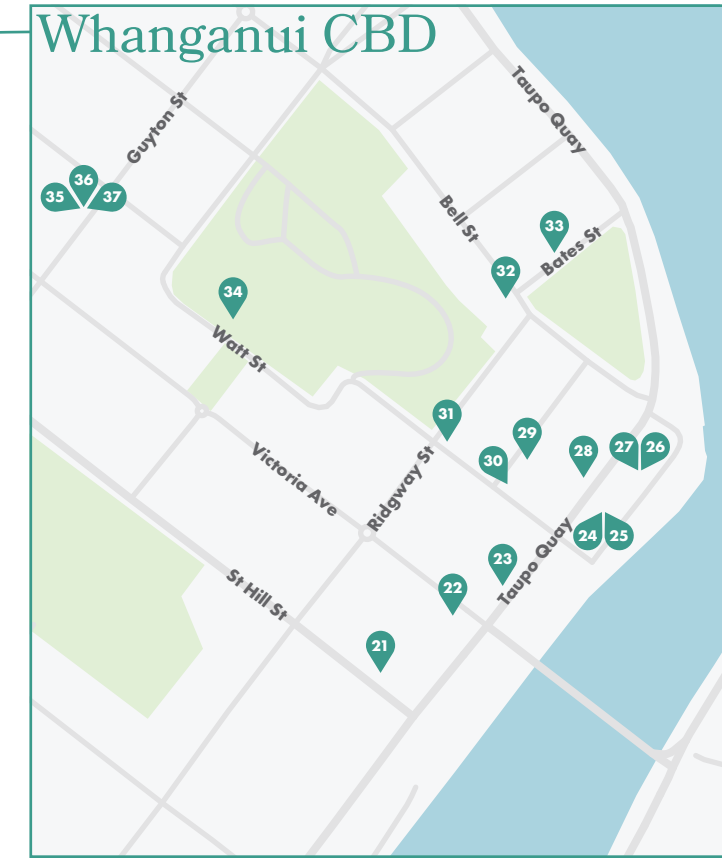 Whanganui CBD
Taupo Quay
Guyton St
36
35
37
Bell St
33
Bates St
32
34
Watt St
31
29
30
28
27
26
Victoria Ave
Ridgway St
24
25
Taupo Quay
23
22
St Hill St
21